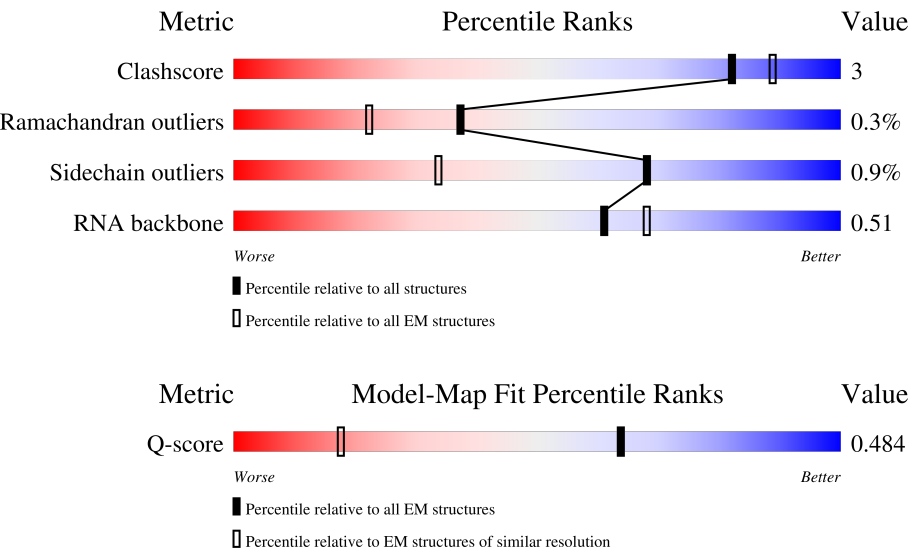 Metric Percentile Ranks Value
Clashscore 3
Ramachandran outliers 0.3%
Sidechain outliers 0.9%
RNA backbone 0.51
Worse Better
Percentile relative to all structures
Percentile relative to all EM structures
Metric Model-Map Fit Percentile Ranks Value
Q-score 0.484
Worse Better
Percentile relative to all EM structures
Percentile relative to EM structures of similar resolution